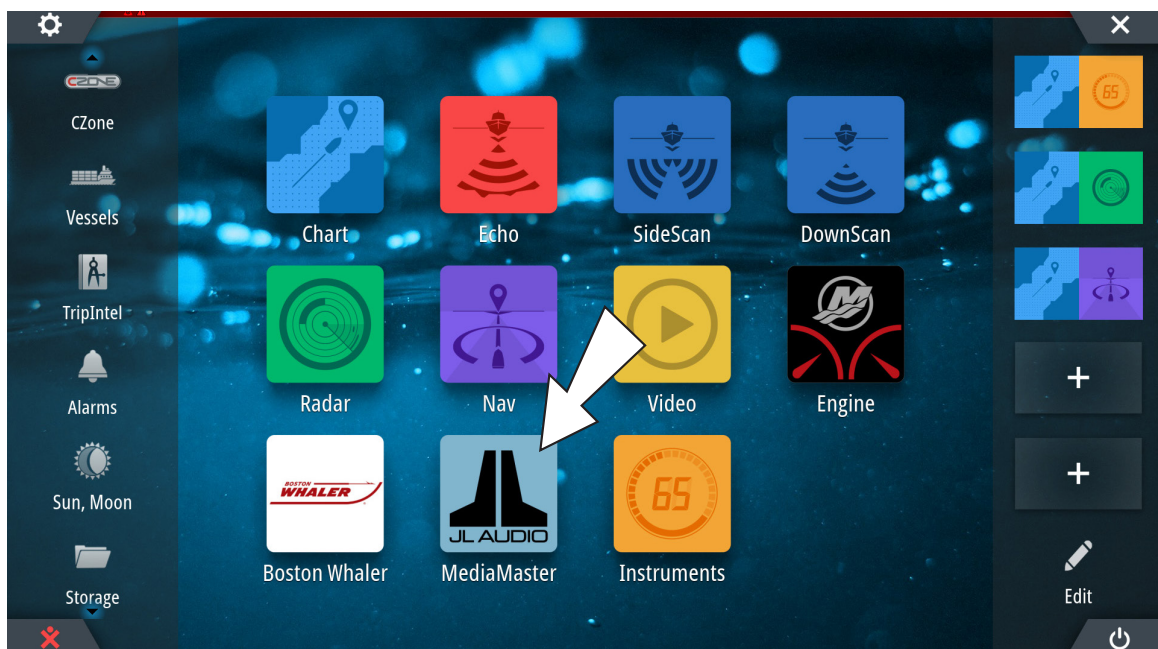 CZONE
CZone
Vessels
TripIntel
Alarms
Sun, Moon
Storage
Chart
Echo
SideScan
DownScan
Radar
Nav
Video
M
Engine
BOSTON
WHALER
Boston Whaler
JL AUDIO
MediaMaster
65
Instruments
65
+
+
Edit